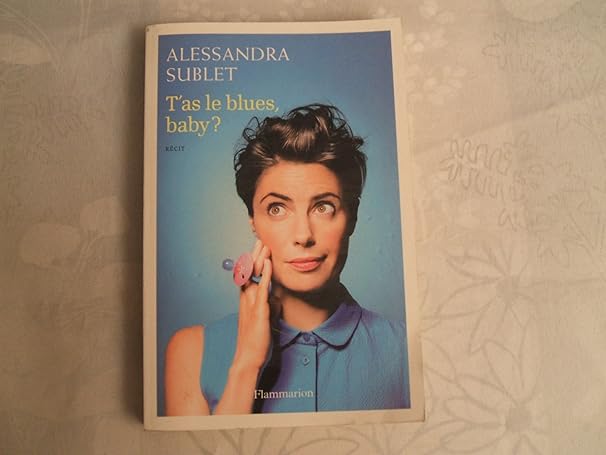 ALESSANDRA
SUBLET
T'as le blues,
baby?
RÉCIT
Flammarion